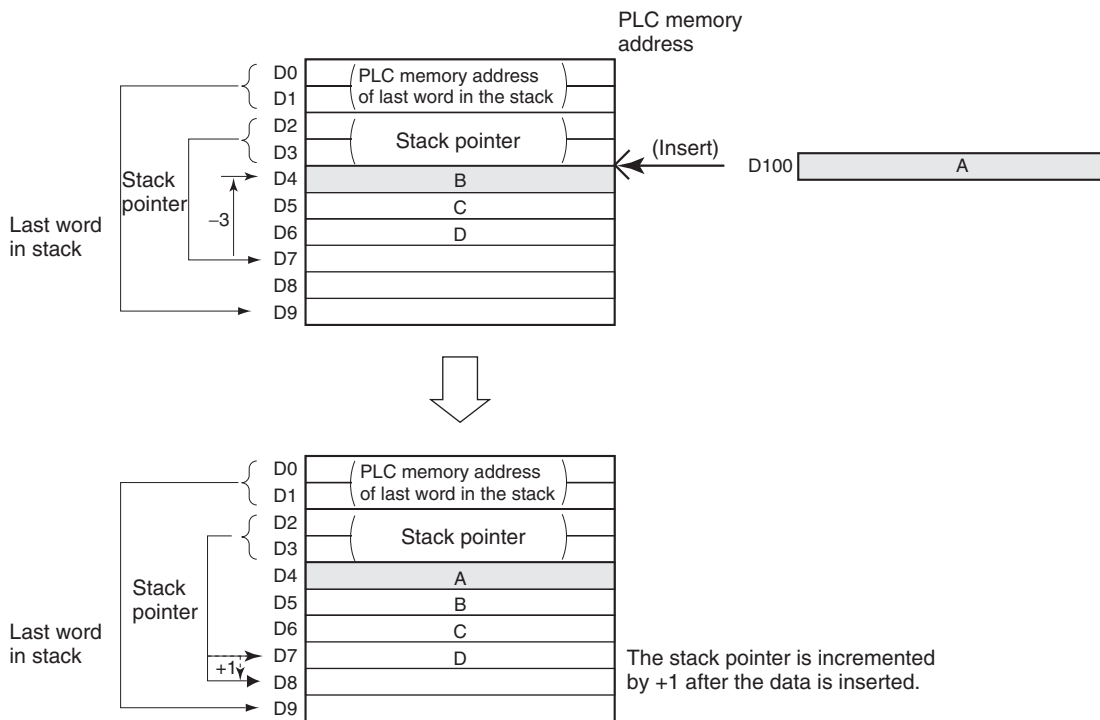 PLC memory
address
D0
(PLC memory address
D1
of last word in the stack)
D2
(Stack pointer)
D3
(Insert)
D100
A
D4
B
Stack
pointer
−3
D5
C
Last word
in stack
D6
D
D7
D8
D9
D0
(PLC memory address
D1
of last word in the stack)
D2
(Stack pointer)
D3
D4
A
Stack
pointer
D5
B
D6
C
Last word
in stack
D7
D
+1
D8
D9
The stack pointer is incremented
by +1 after the data is inserted.